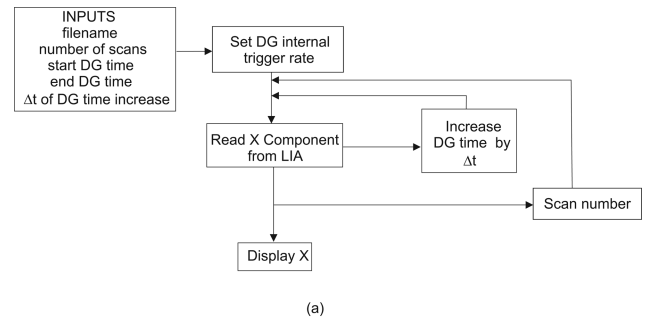 INPUTS
filename
number of scans
start DG time
end DG time
Δt of DG time increase
Set DG internal
trigger rate
Read X Component
from LIA
Increase
DG time by
Δt
Scan number
Display X
(a)